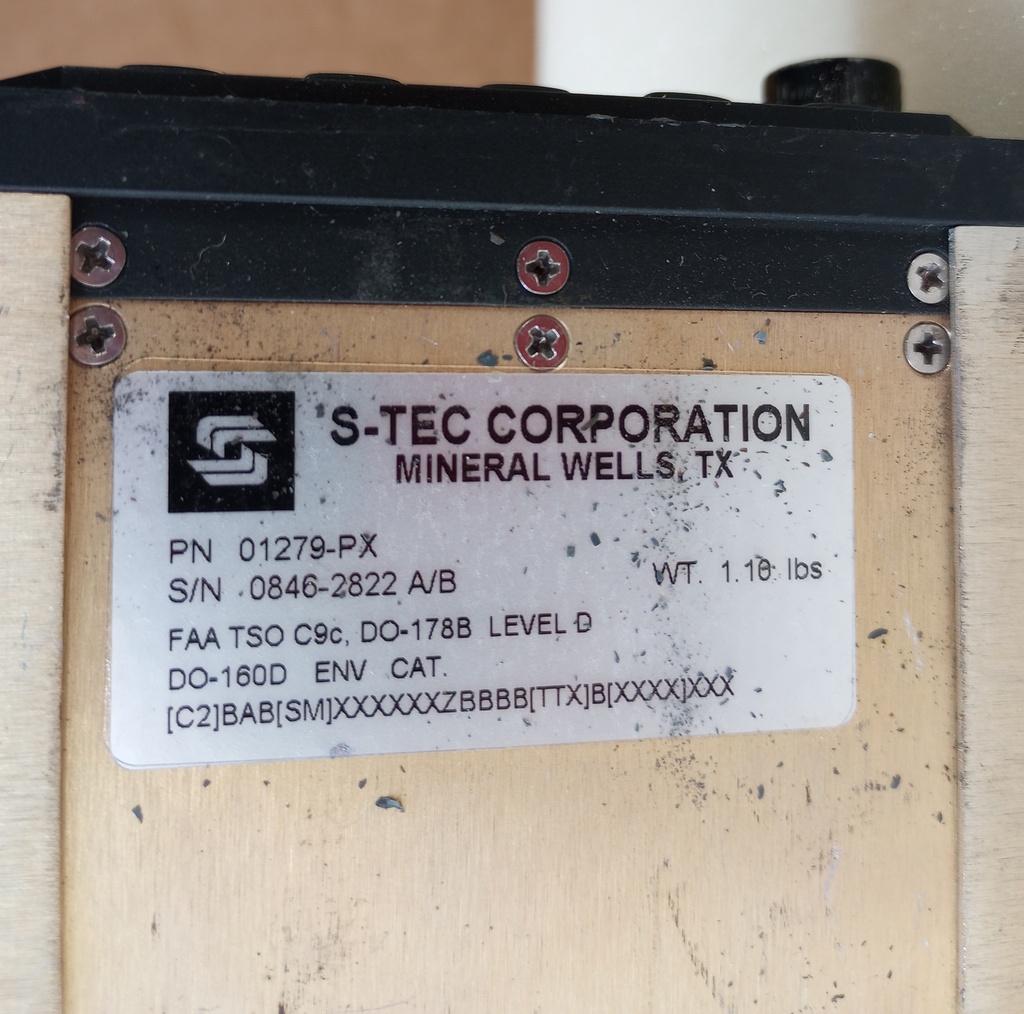 S-TEC CORPORATION
MINERAL WELLS, TX
PN 01279-PX
S/N 0846-2822 A/B
WT. 1.10 lbs
FAA TSO C9c, DO-178B LEVEL D
DO-160D ENV CAT.
[C2]BAB[SM]XXXXXXZBBBB[TTX]B[XXXX]XXX